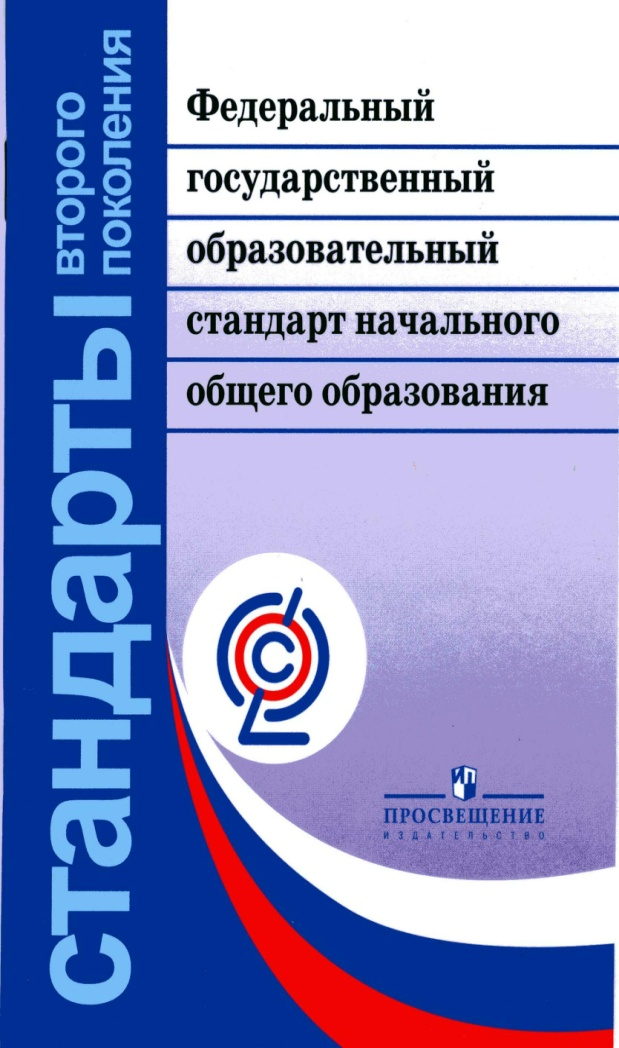 стандарты
второго
поколения
Федеральный
государственный
образовательный
стандарт начального
общего образования
С
ПРОСВЕЩЕНИЕ
ИЗДАТЕЛЬСТВО